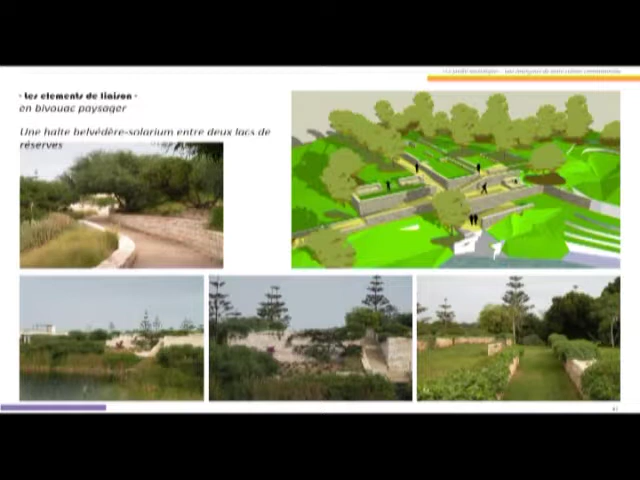 - Les elements de liaison -
en bivouac paysager
Une halte belvédère-solarium entre deux lacs de
réserves